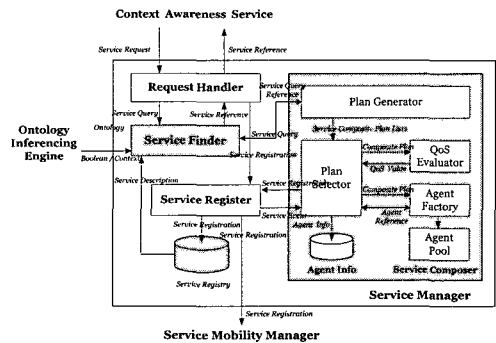 Context Awareness Service
Service Request
Service Reference
Request Handler
Service Query
Reference
Plan Generator
Service Query
Service Reference
Ontology
Service Finder
Service Query
Service Composite Plan Lists
Ontology
Inferencing
Engine
Boolean / Context
Service Registration
Plan
Selector
Composite Plan
QoS Value
QoS
Evaluator
Service Description
Service Register
Composite Plan
Agent
Factory
Agent
Reference
Service Registration
Service Registration
Agent Info
Agent
Pool
Service Registry
Agent Info
Service Composer
Service Manager
Service Registration
Service Mobility Manager